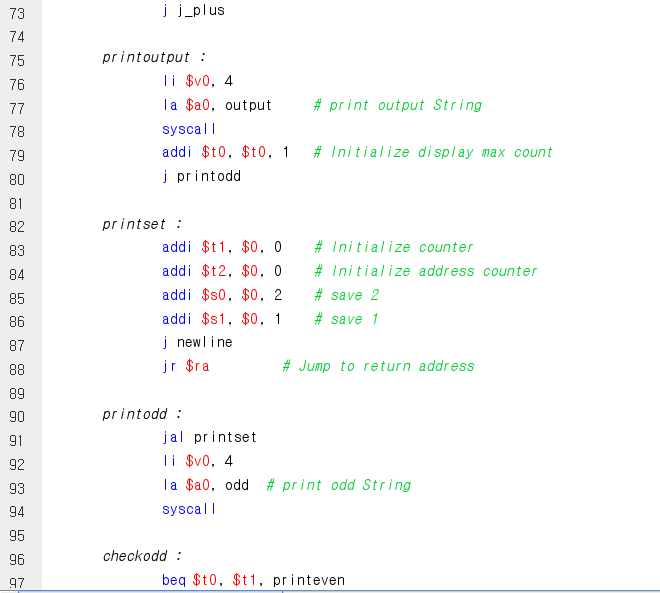 73 j j_plus
74
75 printoutput :
76 li $v0, 4
77 la $a0, output # print output String
78 syscall
79 addi $t0, $t0, 1 # Initialize display max count
80 j printodd
81
82 printset :
83 addi $t1, $0, 0 # Initialize counter
84 addi $t2, $0, 0 # Initialize address counter
85 addi $s0, $0, 2 # save 2
86 addi $s1, $0, 1 # save 1
87 j newline
88 jr $ra # Jump to return address
89
90 printodd :
91 jal printset
92 li $v0, 4
93 la $a0, odd # print odd String
94 syscall
95
96 checkodd :
97 beq $t0, $t1, printeven